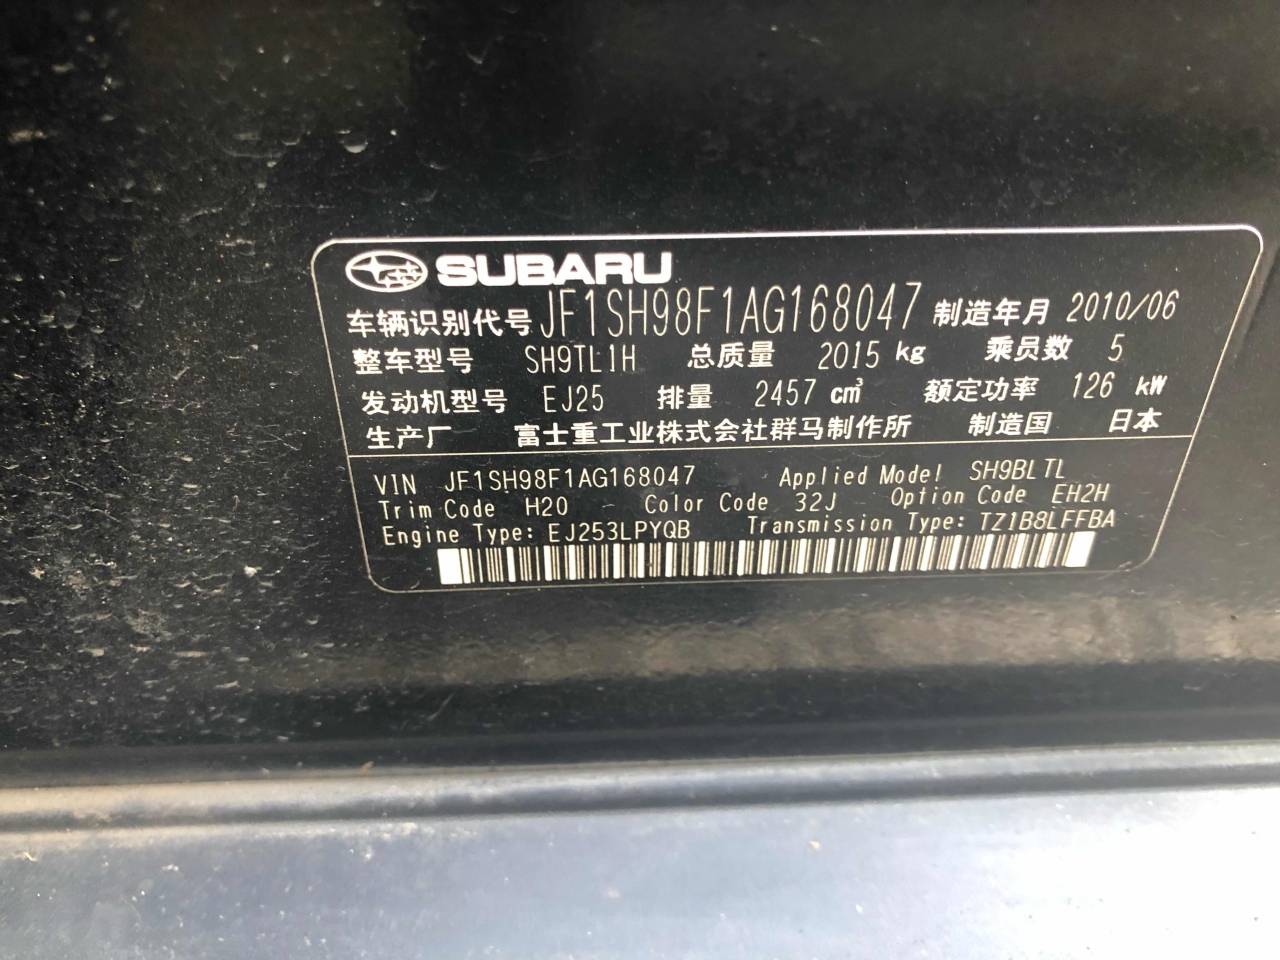 SUBARU
车辆识别代号 JF1SH98F1AG168047 制造年月 2010/06
整车型号 SH9TL1H 总质量 2015 kg 乘员数 5
发动机型号 EJ25 排量 2457 cm³ 额定功率 126 kW
生产厂 富士重工业株式会社群马制作所 制造国 日本
VIN JF1SH98F1AG168047 Applied Model SH9BLTL
Trim Code H20 Color Code 32J Option Code EH2H
Engine Type: EJ253LPYQB Transmission Type: TZ1B8LFFBA